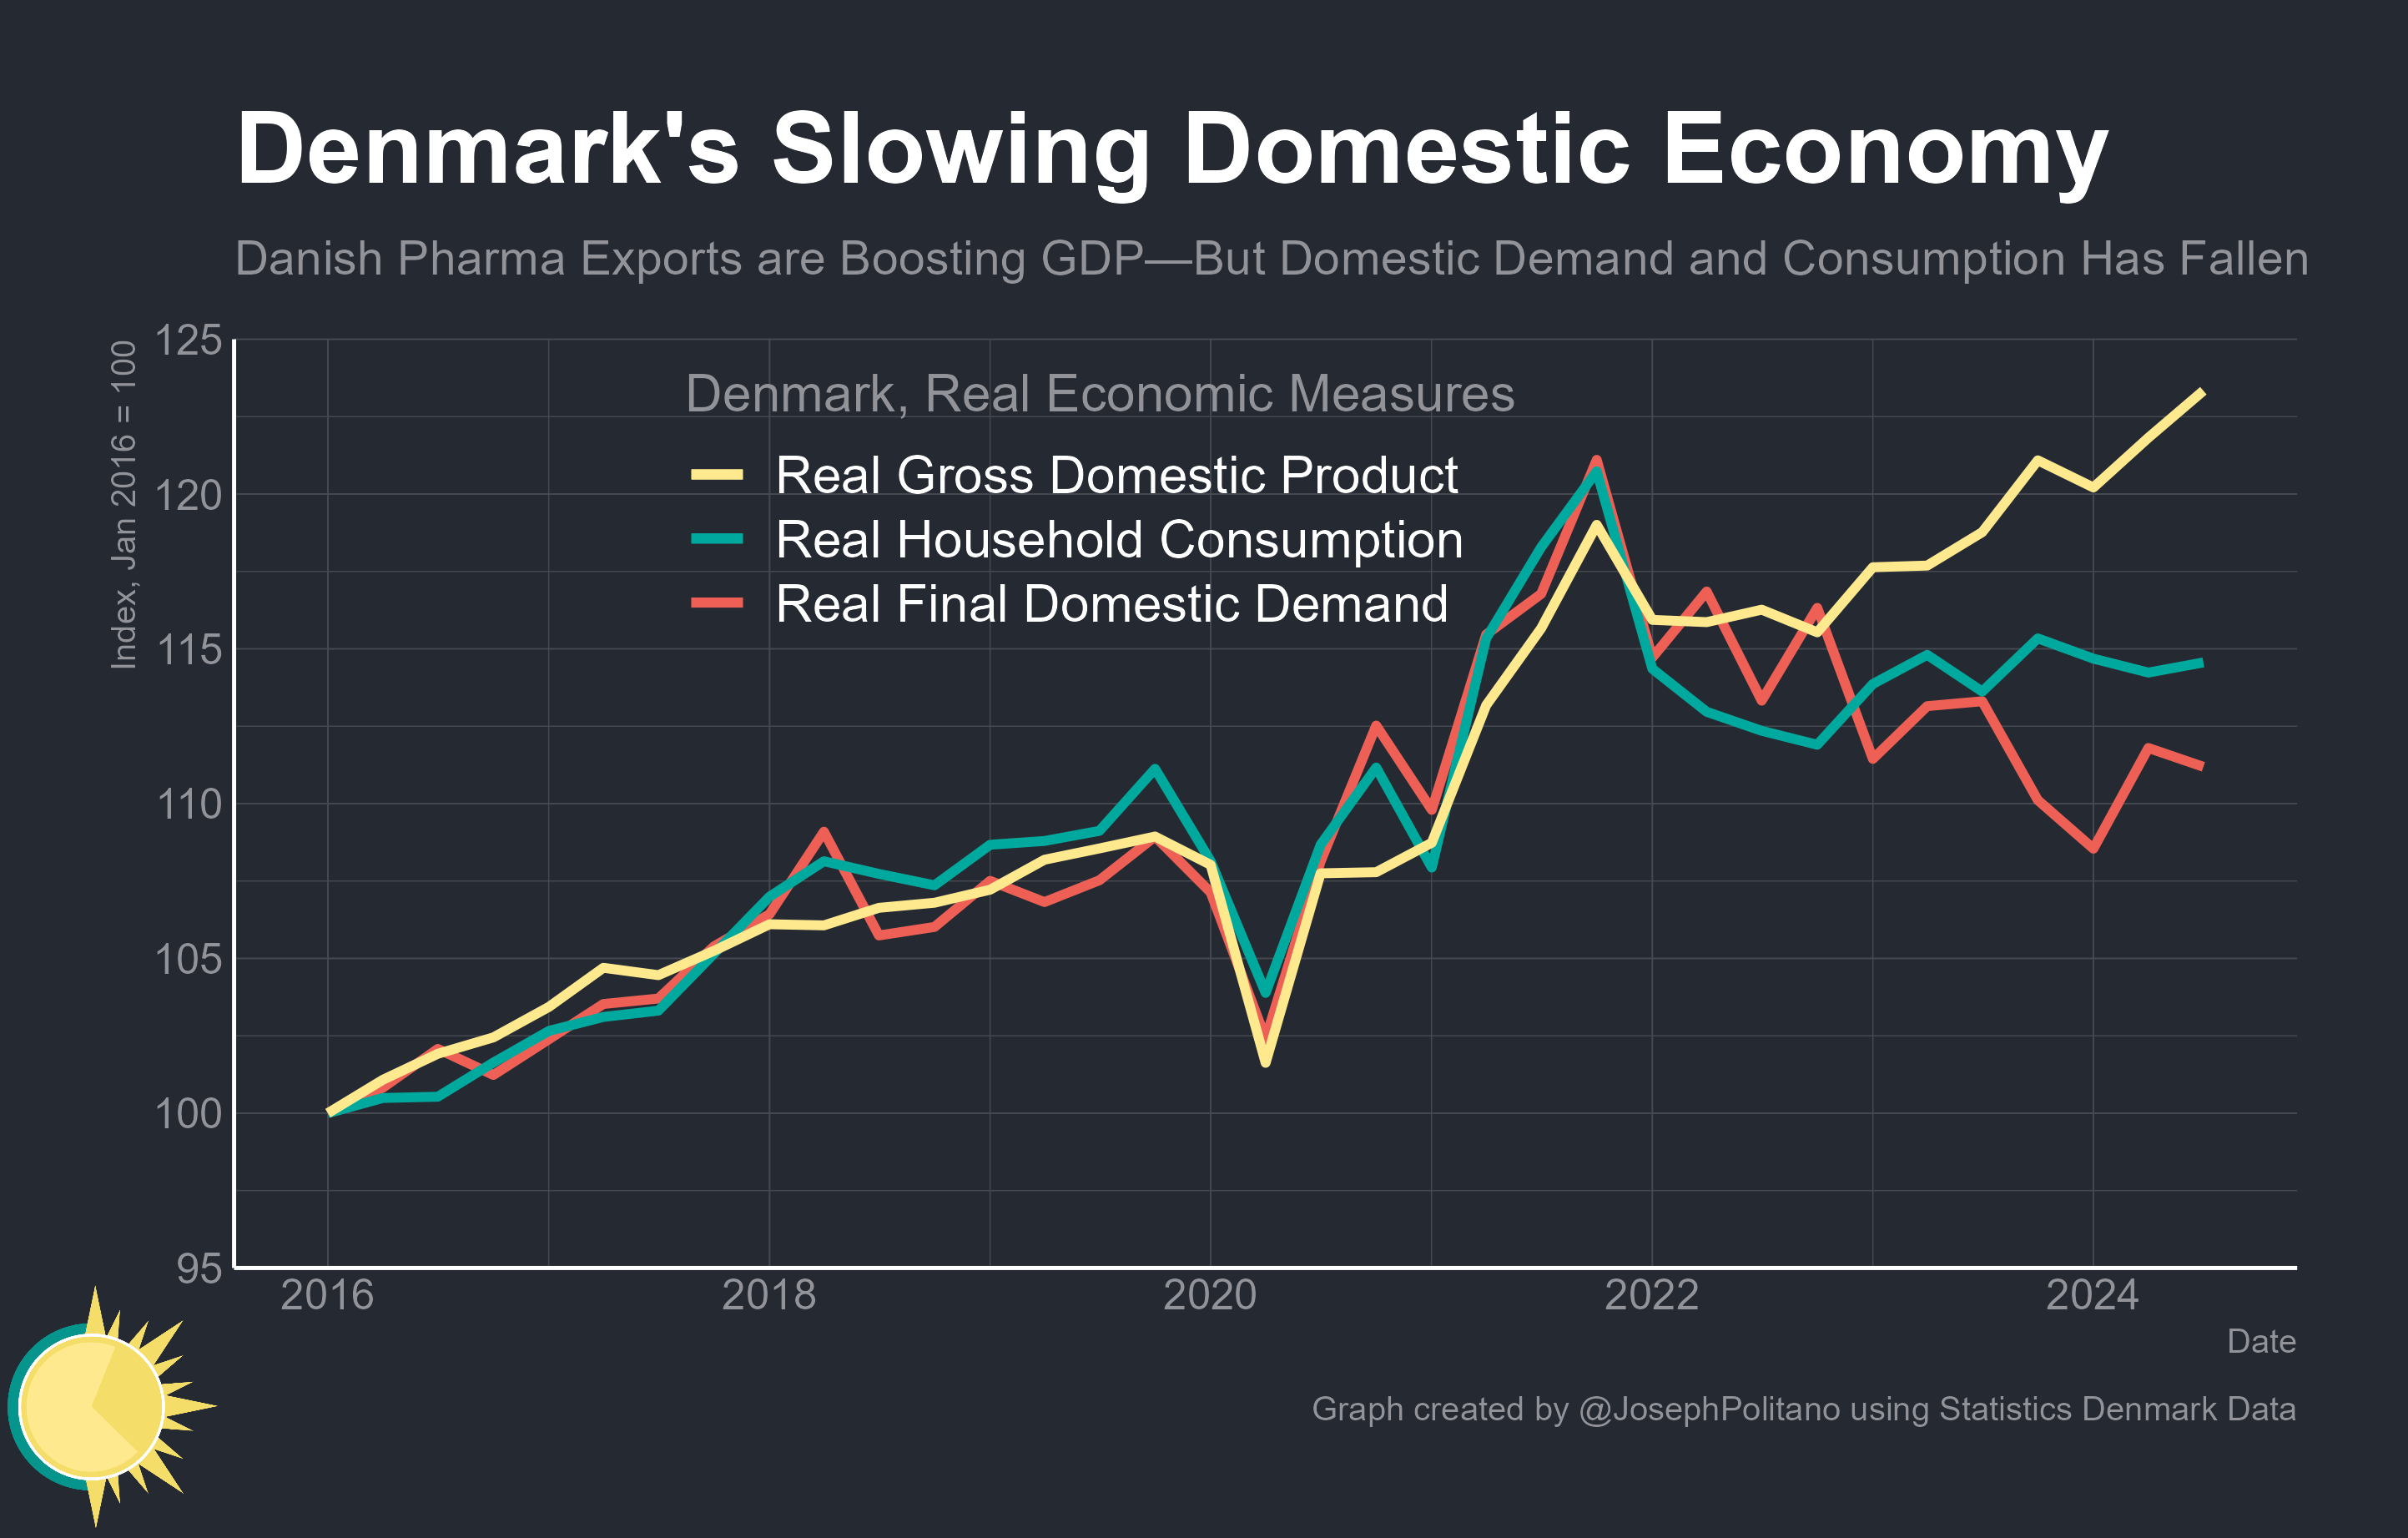 Denmark's Slowing Domestic Economy
Danish Pharma Exports are Boosting GDP—But Domestic Demand and Consumption Has Fallen
Index, Jan 2016 = 100
125
120
115
110
105
100
95
Denmark, Real Economic Measures
Real Gross Domestic Product
Real Household Consumption
Real Final Domestic Demand
2016 2018 2020 2022 2024
Date
Graph created by @JosephPolitano using Statistics Denmark Data